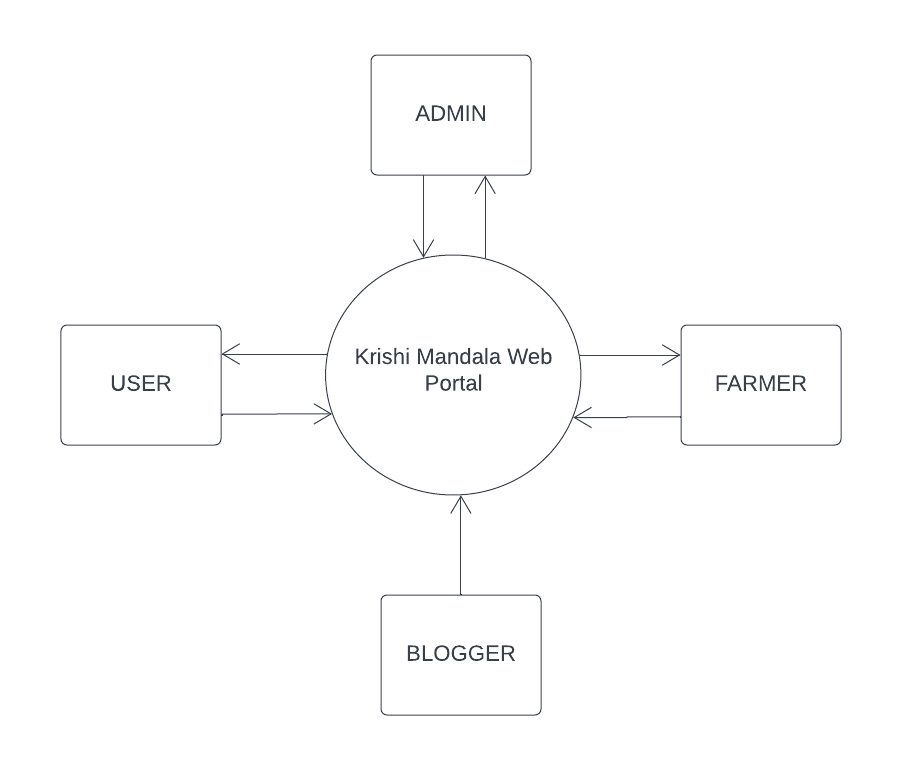 ADMIN
Krishi Mandala Web
Portal
USER
FARMER
BLOGGER